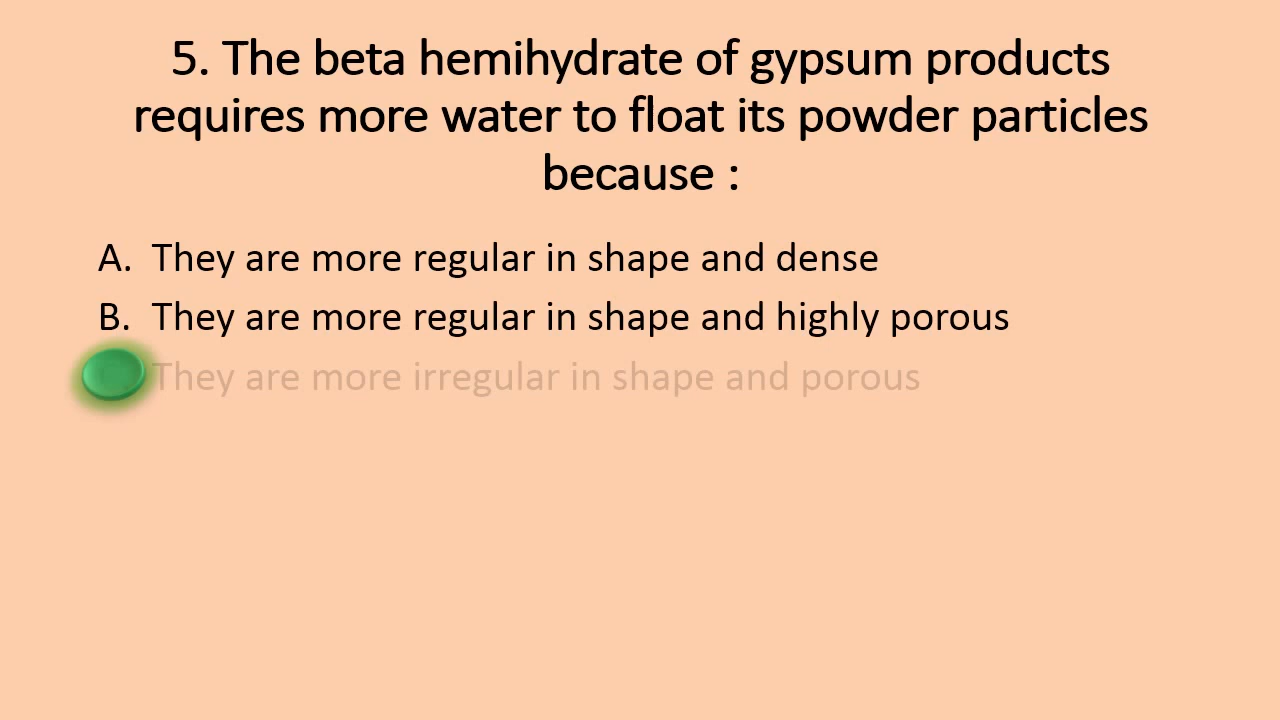 5. The beta hemihydrate of gypsum products
requires more water to float its powder particles
because :
A. They are more regular in shape and dense
B. They are more regular in shape and highly porous
They are more irregular in shape and porous